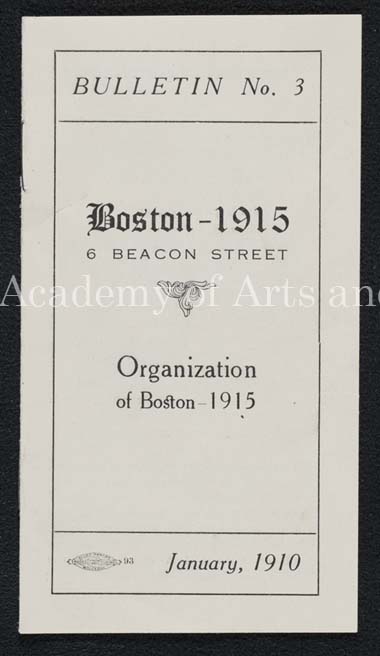 BULLETIN No. 3
Boston - 1915
6 BEACON STREET
Academy of Arts and
Organization
of Boston - 1915
93
January, 1910